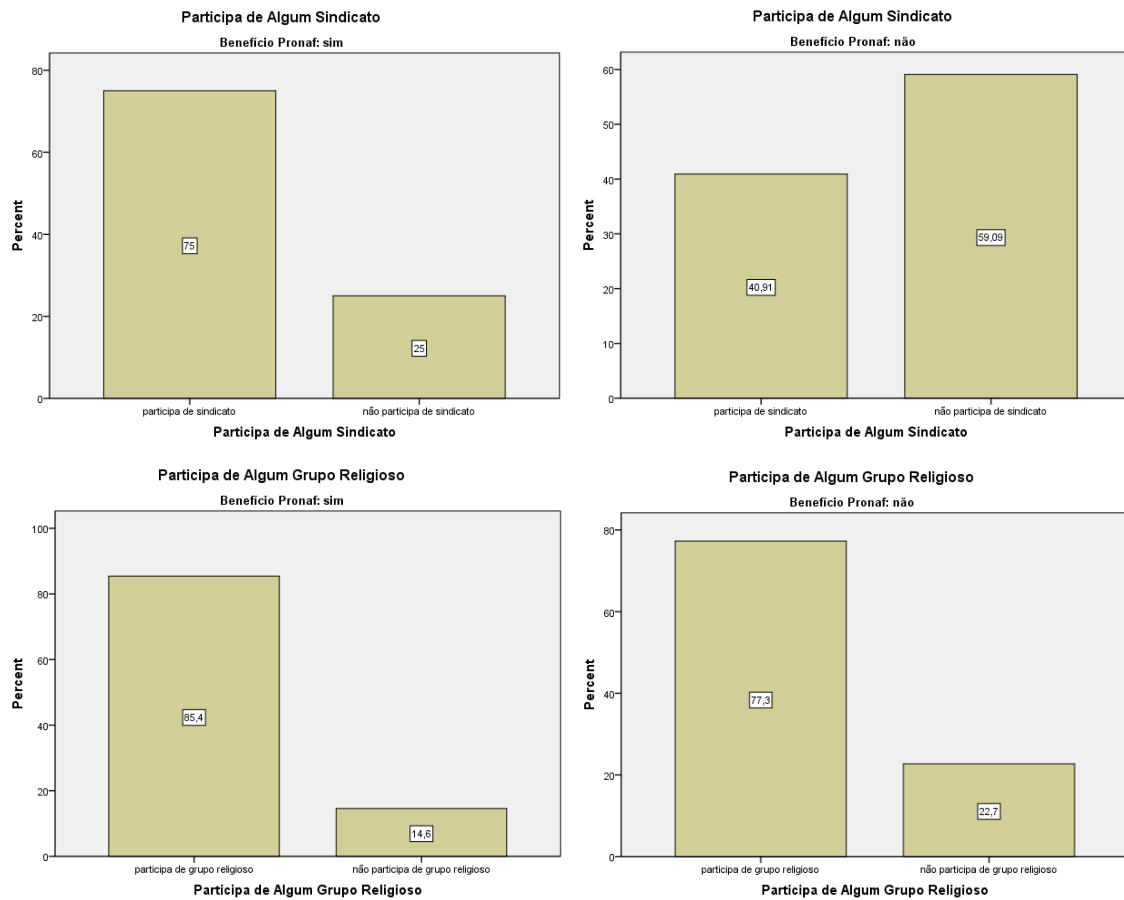 Participa de Algum Sindicato
Benefício Pronaf: sim
Percent
80
60
40
20
0
75
25
participa de sindicato
não participa de sindicato
Participa de Algum Sindicato
Participa de Algum Sindicato
Benefício Pronaf: não
Percent
60
50
40
30
20
10
0
40,91
59,09
participa de sindicato
não participa de sindicato
Participa de Algum Sindicato
Participa de Algum Grupo Religioso
Benefício Pronaf: sim
Percent
100
80
60
40
20
0
85,4
14,6
participa de grupo religioso
não participa de grupo religioso
Participa de Algum Grupo Religioso
Participa de Algum Grupo Religioso
Benefício Pronaf: não
Percent
80
60
40
20
0
77,3
22,7
participa de grupo religioso
não participa de grupo religioso
Participa de Algum Grupo Religioso